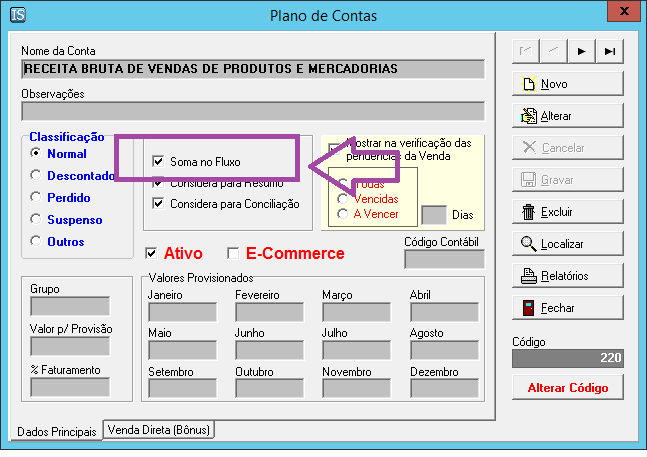 IS
Plano de Contas
x
Nome da Conta
RECEITA BRUTA DE VENDAS DE PRODUTOS E MERCADORIAS
Observações
Classificação
Normal
Descontado
Perdido
Suspenso
Outros
Soma no Fluxo
Considera para Resumo
Considera para Conciliação
Mostrar na verificação das
pendências da Venda
Todas
Vencidas
A Vencer
Dias
Ativo
E-Commerce
Código Contábil
Grupo
Valor p/ Provisão
% Faturamento
Valores Provisionados
Janeiro Fevereiro Março Abril
Maio Junho Julho Agosto
Setembro Outubro Novembro Dezembro
Dados Principais
Venda Direta (Bônus)
Novo
Alterar
Cancelar
Gravar
Excluir
Localizar
Relatórios
Fechar
Código
220
Alterar Código